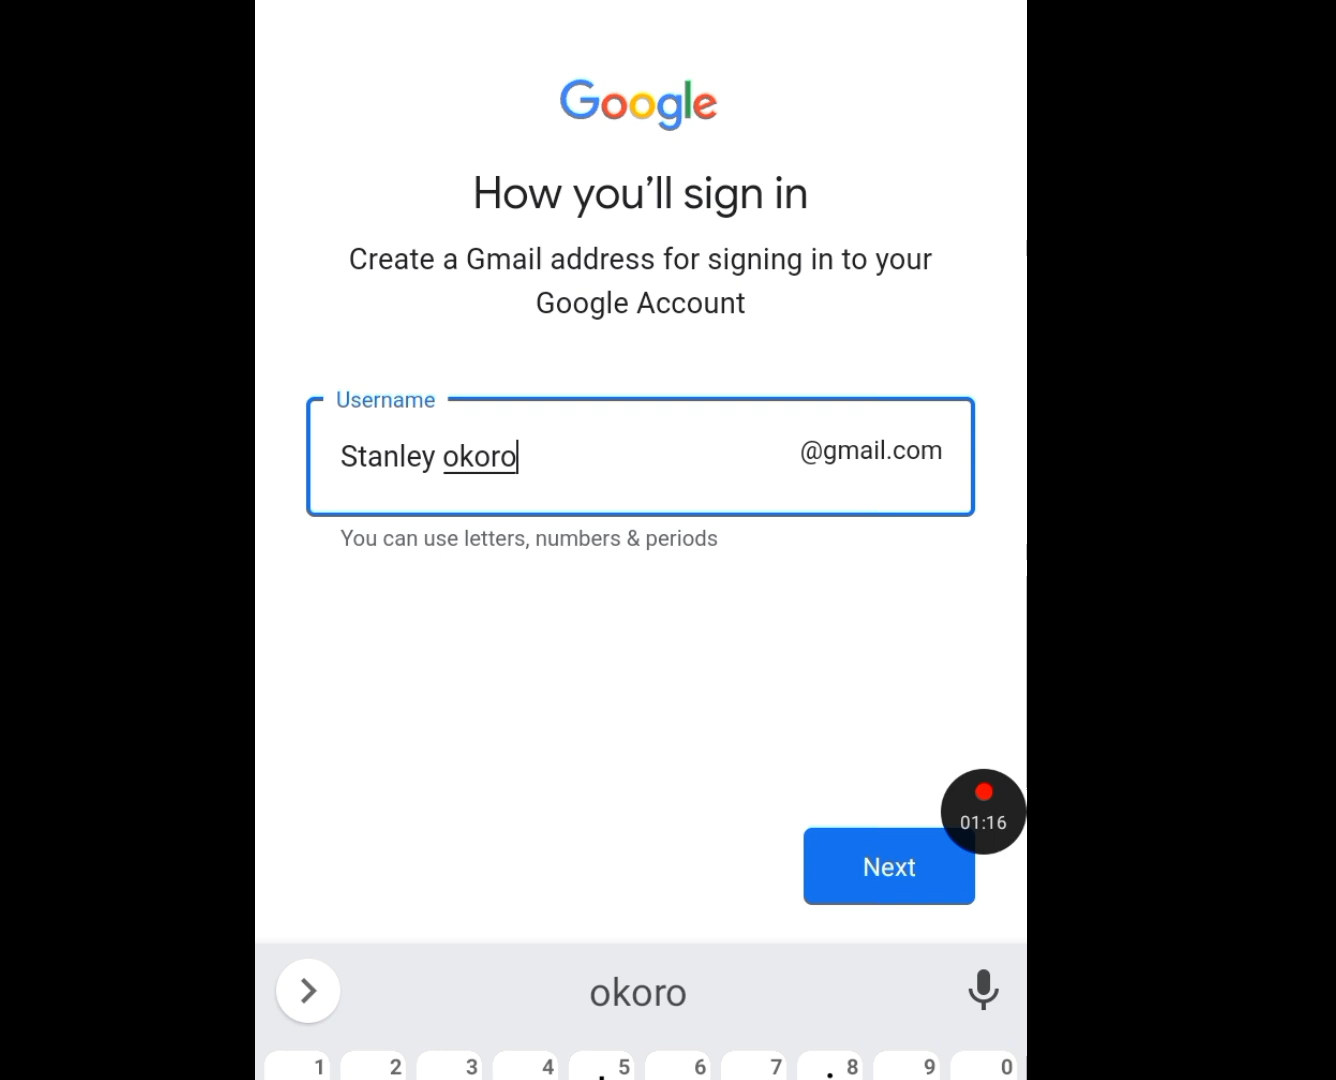 Google
How you’ll sign in
Create a Gmail address for signing in to your
Google Account
Username
Stanley okoro
@gmail.com
You can use letters, numbers & periods
01:16
Next
okoro
1 2 3 4 5 6 7 8 9 0